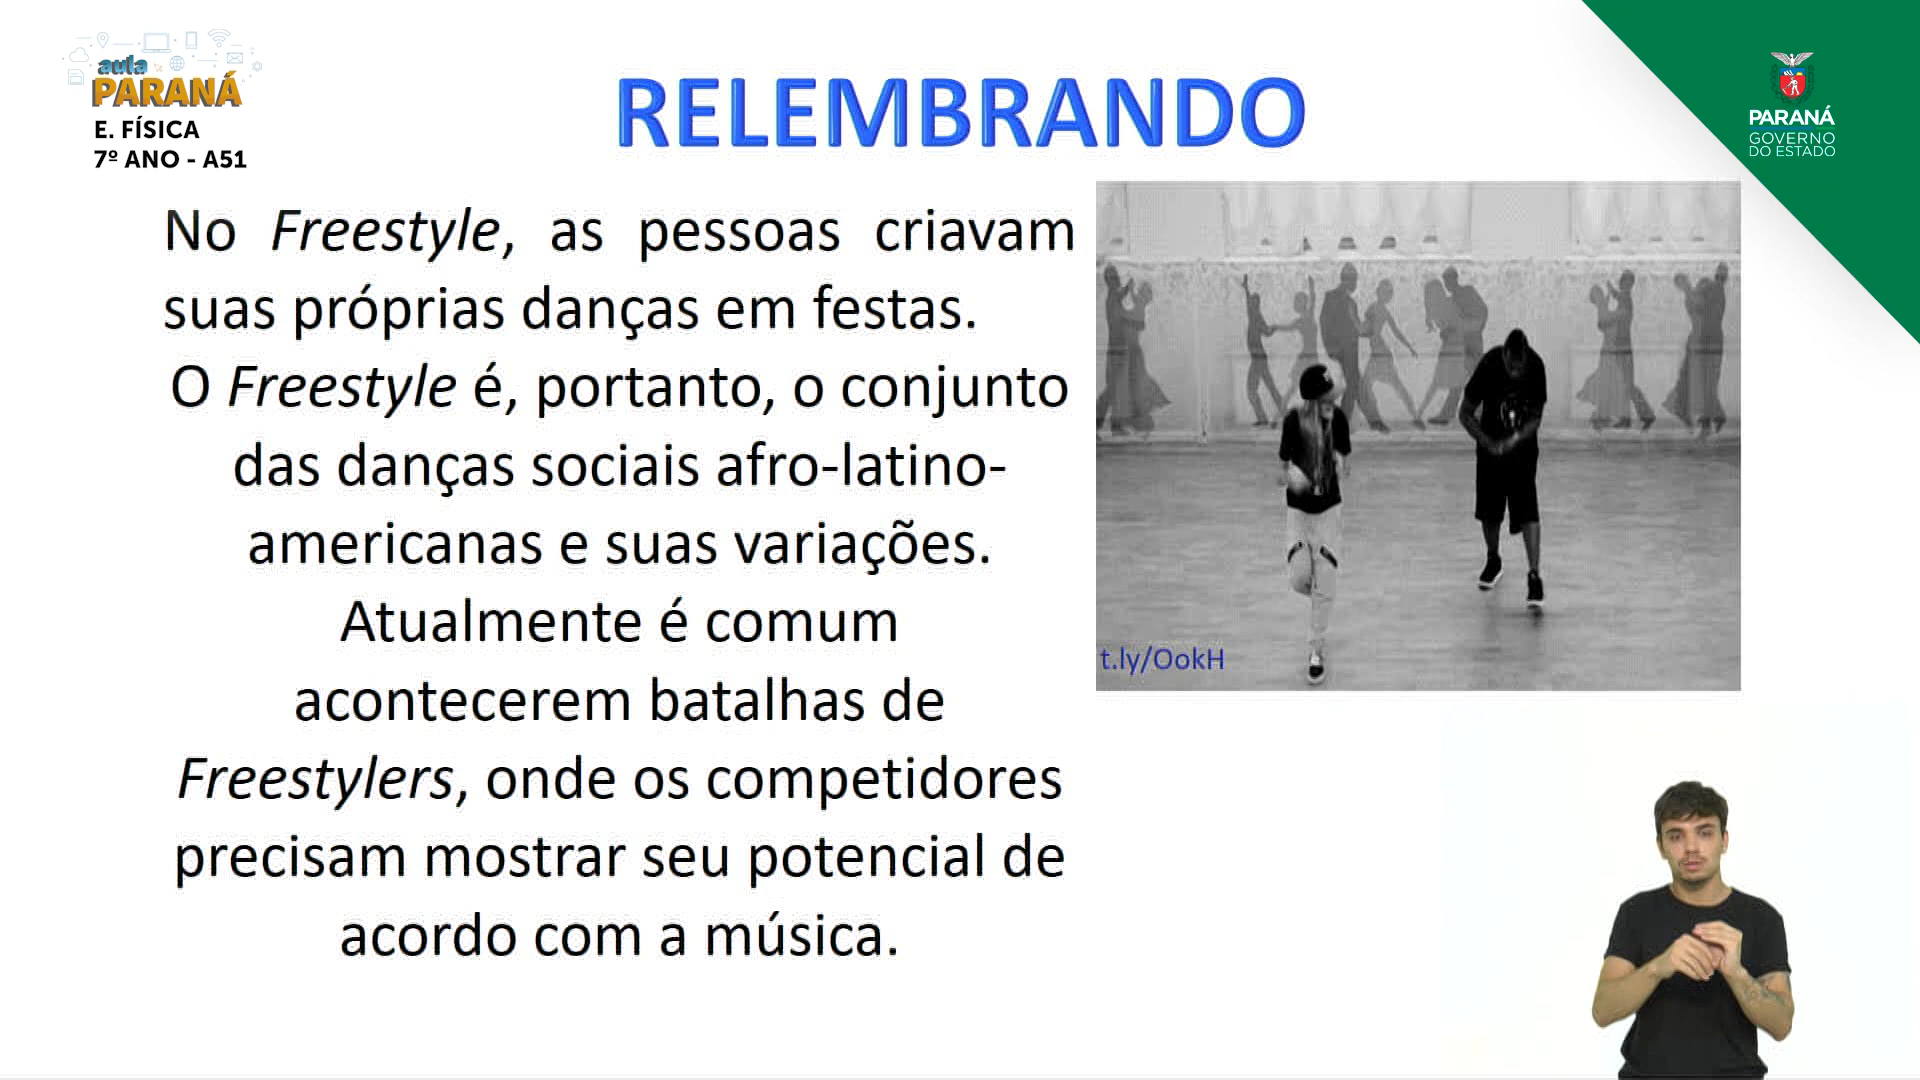 aula
PARANÁ
E. FÍSICA
7º ANO - A51
RELEMBRANDO
PARANÁ
GOVERNO
DO ESTADO
No Freestyle, as pessoas criavam
suas próprias danças em festas.
O Freestyle é, portanto, o conjunto
das danças sociais afro-latino-
americanas e suas variações.
Atualmente é comum
acontecerem batalhas de
Freestylers, onde os competidores
precisam mostrar seu potencial de
acordo com a música.
t.ly/OokH